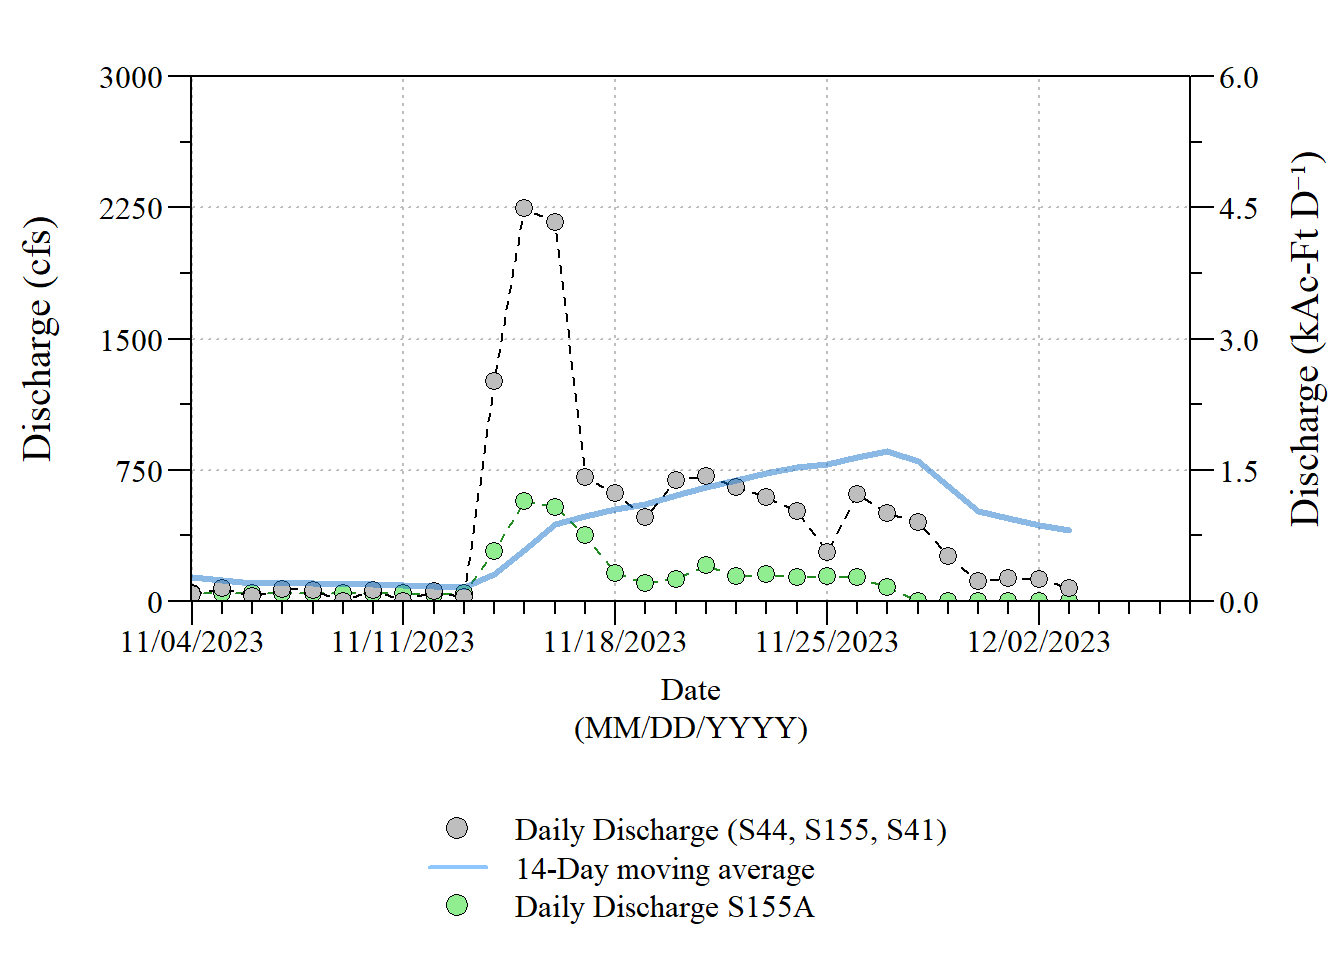 3000
2250
1500
750
0
6.0
4.5
3.0
1.5
0.0
Discharge (cfs)
Discharge (kAc-Ft D⁻¹)
11/04/2023 11/11/2023 11/18/2023 11/25/2023 12/02/2023
Date
(MM/DD/YYYY)
Daily Discharge (S44, S155, S41)
14-Day moving average
Daily Discharge S155A